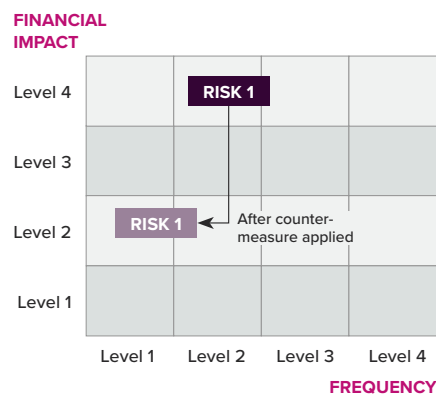 FINANCIAL
IMPACT
Level 4
RISK 1
Level 3
Level 2
RISK 1
After counter-
measure applied
Level 1
Level 1 Level 2 Level 3 Level 4
FREQUENCY